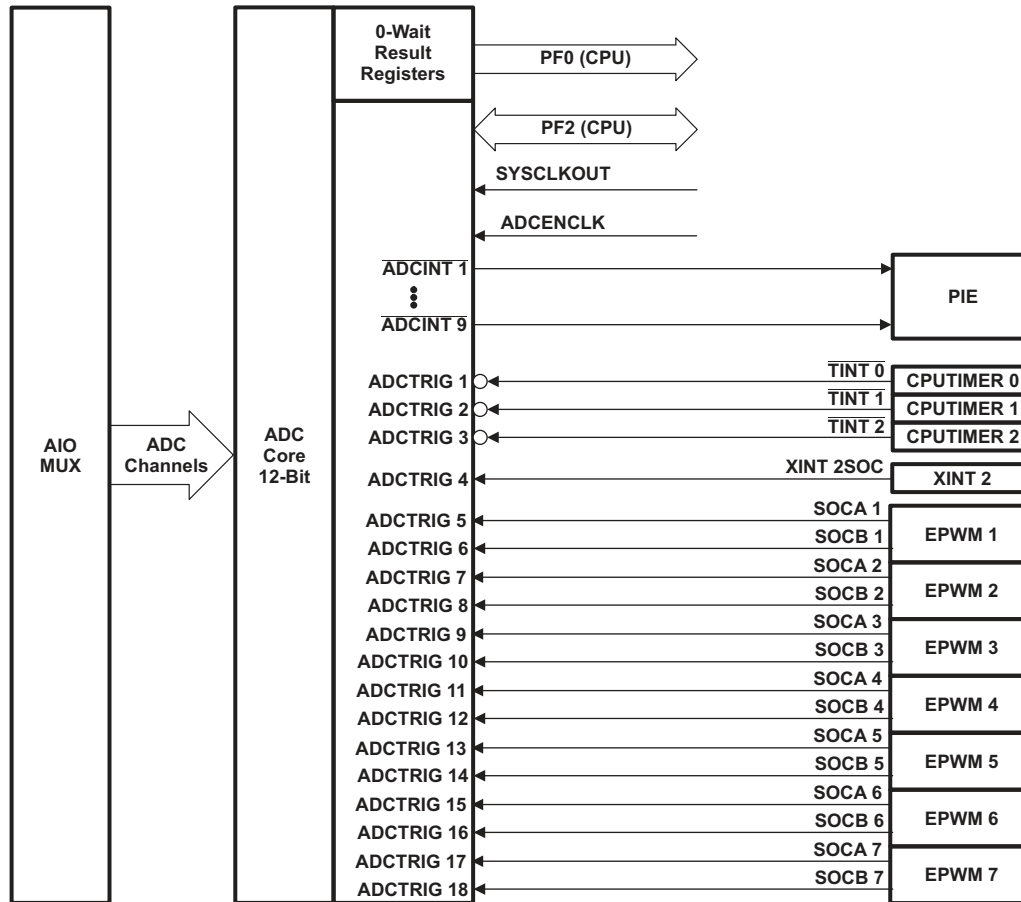 0-Wait
Result
Registers
PF0 (CPU)
PF2 (CPU)
SYSCLKOUT
ADCENCLK
ADCINT 1
PIE
ADCINT 9
TINT 0
ADCTRIG 1
CPUTIMER 0
TINT 1
ADCTRIG 2
CPUTIMER 1
TINT 2
ADCTRIG 3
CPUTIMER 2
AIO
MUX
ADC
Channels
ADC
Core
12-Bit
XINT 2SOC
ADCTRIG 4
XINT 2
SOCA 1
ADCTRIG 5
SOCB 1
EPWM 1
ADCTRIG 6
SOCA 2
ADCTRIG 7
SOCB 2
EPWM 2
ADCTRIG 8
SOCA 3
ADCTRIG 9
SOCB 3
EPWM 3
ADCTRIG 10
SOCA 4
ADCTRIG 11
SOCB 4
EPWM 4
ADCTRIG 12
SOCA 5
ADCTRIG 13
SOCB 5
EPWM 5
ADCTRIG 14
SOCA 6
ADCTRIG 15
SOCB 6
EPWM 6
ADCTRIG 16
SOCA 7
ADCTRIG 17
SOCB 7
EPWM 7
ADCTRIG 18